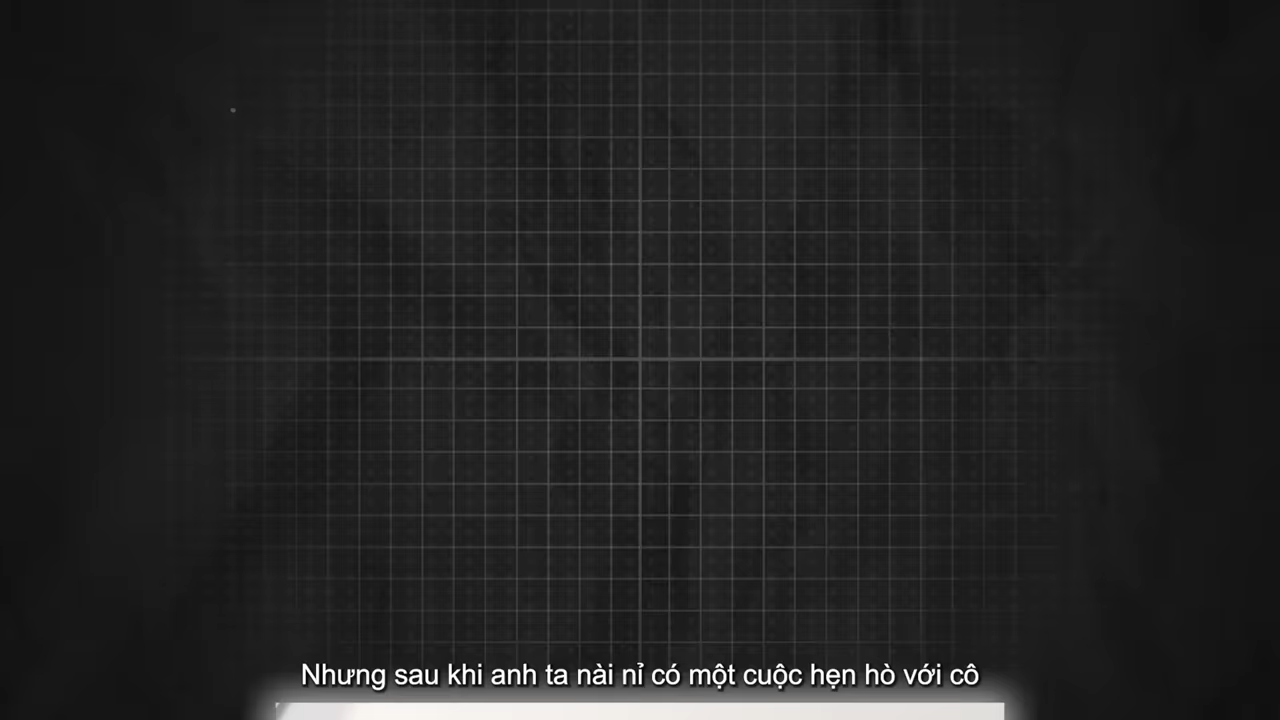 Nhưng sau khi anh ta nài nỉ có một cuộc hẹn hò với cô